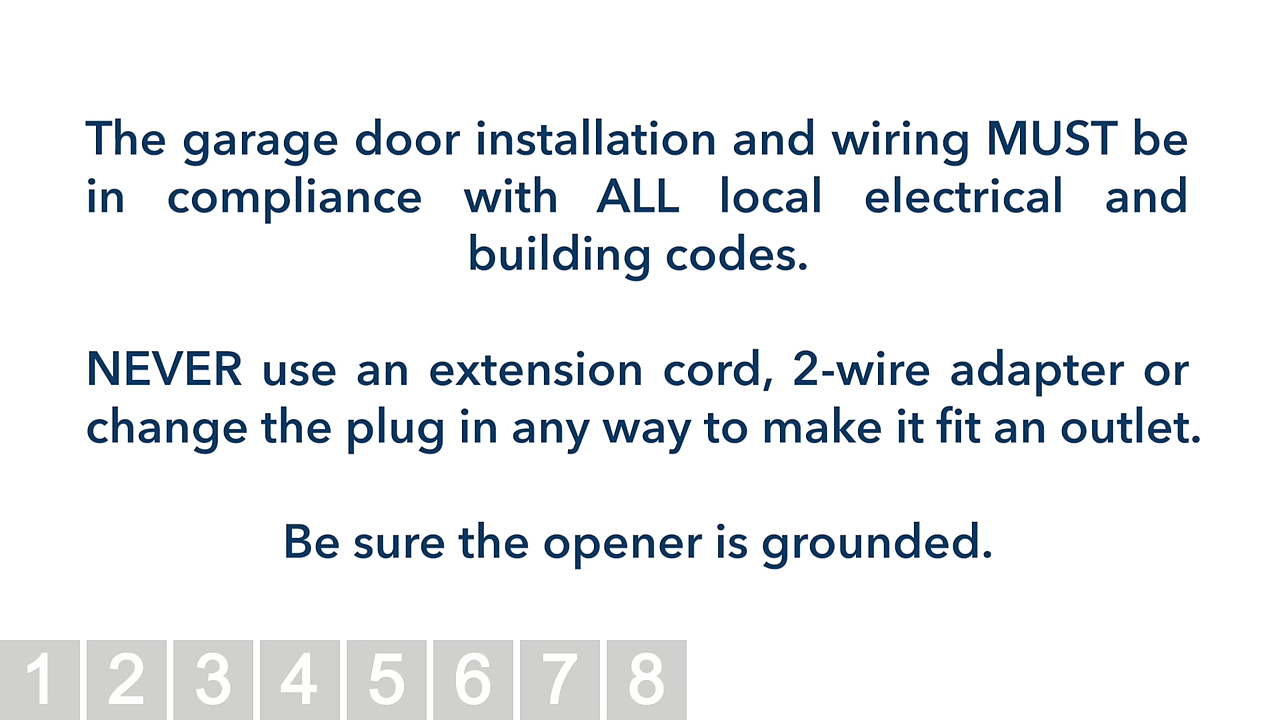 The garage door installation and wiring MUST be
in compliance with ALL local electrical and
building codes.
NEVER use an extension cord, 2-wire adapter or
change the plug in any way to make it fit an outlet.
Be sure the opener is grounded.
1 2 3 4 5 6 7 8